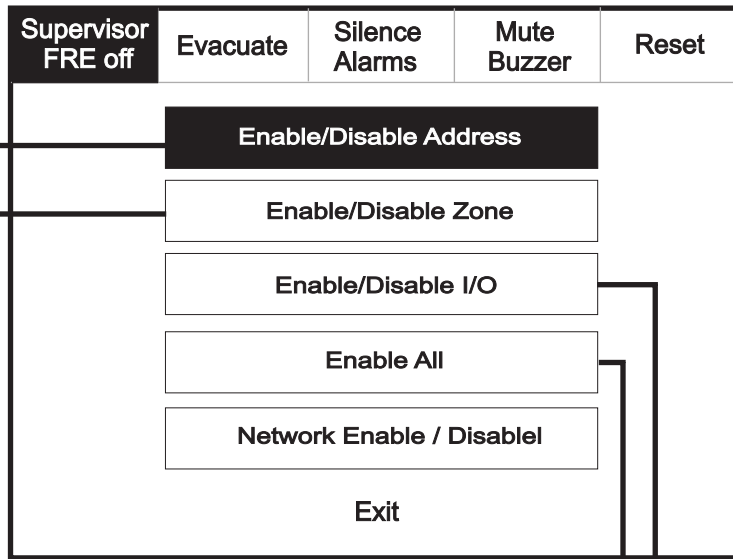 Supervisor
FRE off
Evacuate
Silence
Alarms
Mute
Buzzer
Reset
Enable/Disable Address
Enable/Disable Zone
Enable/Disable I/O
Enable All
Network Enable / Disablel
Exit